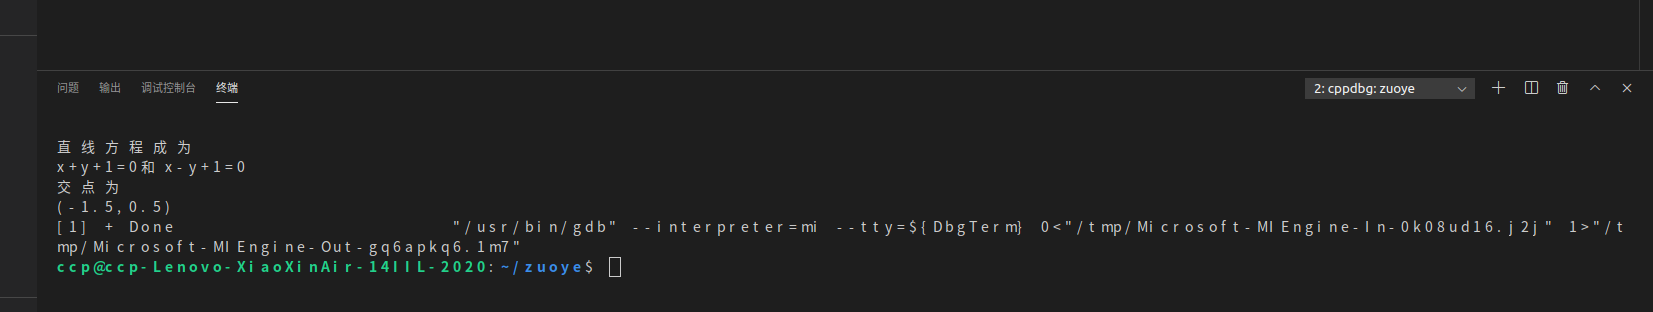 问题 输出 调试控制台 终端 2: cppdbg: zuoye
直线方程成为
x+y+1=0和 x-y+1=0
交点为
(-1.5,0.5)
[1] + Done "/usr/bin/gdb" --interpreter=mi --tty=${DbgTerm} 0<"/tmp/Microsoft-MIEngine-In-0k08ud16.j2j" 1>"/t
mp/Microsoft-MIEngine-Out-gq6apkq6.1m7"
ccp@ccp-Lenovo-XiaoXinAir-14IIL-2020:~/zuoye$